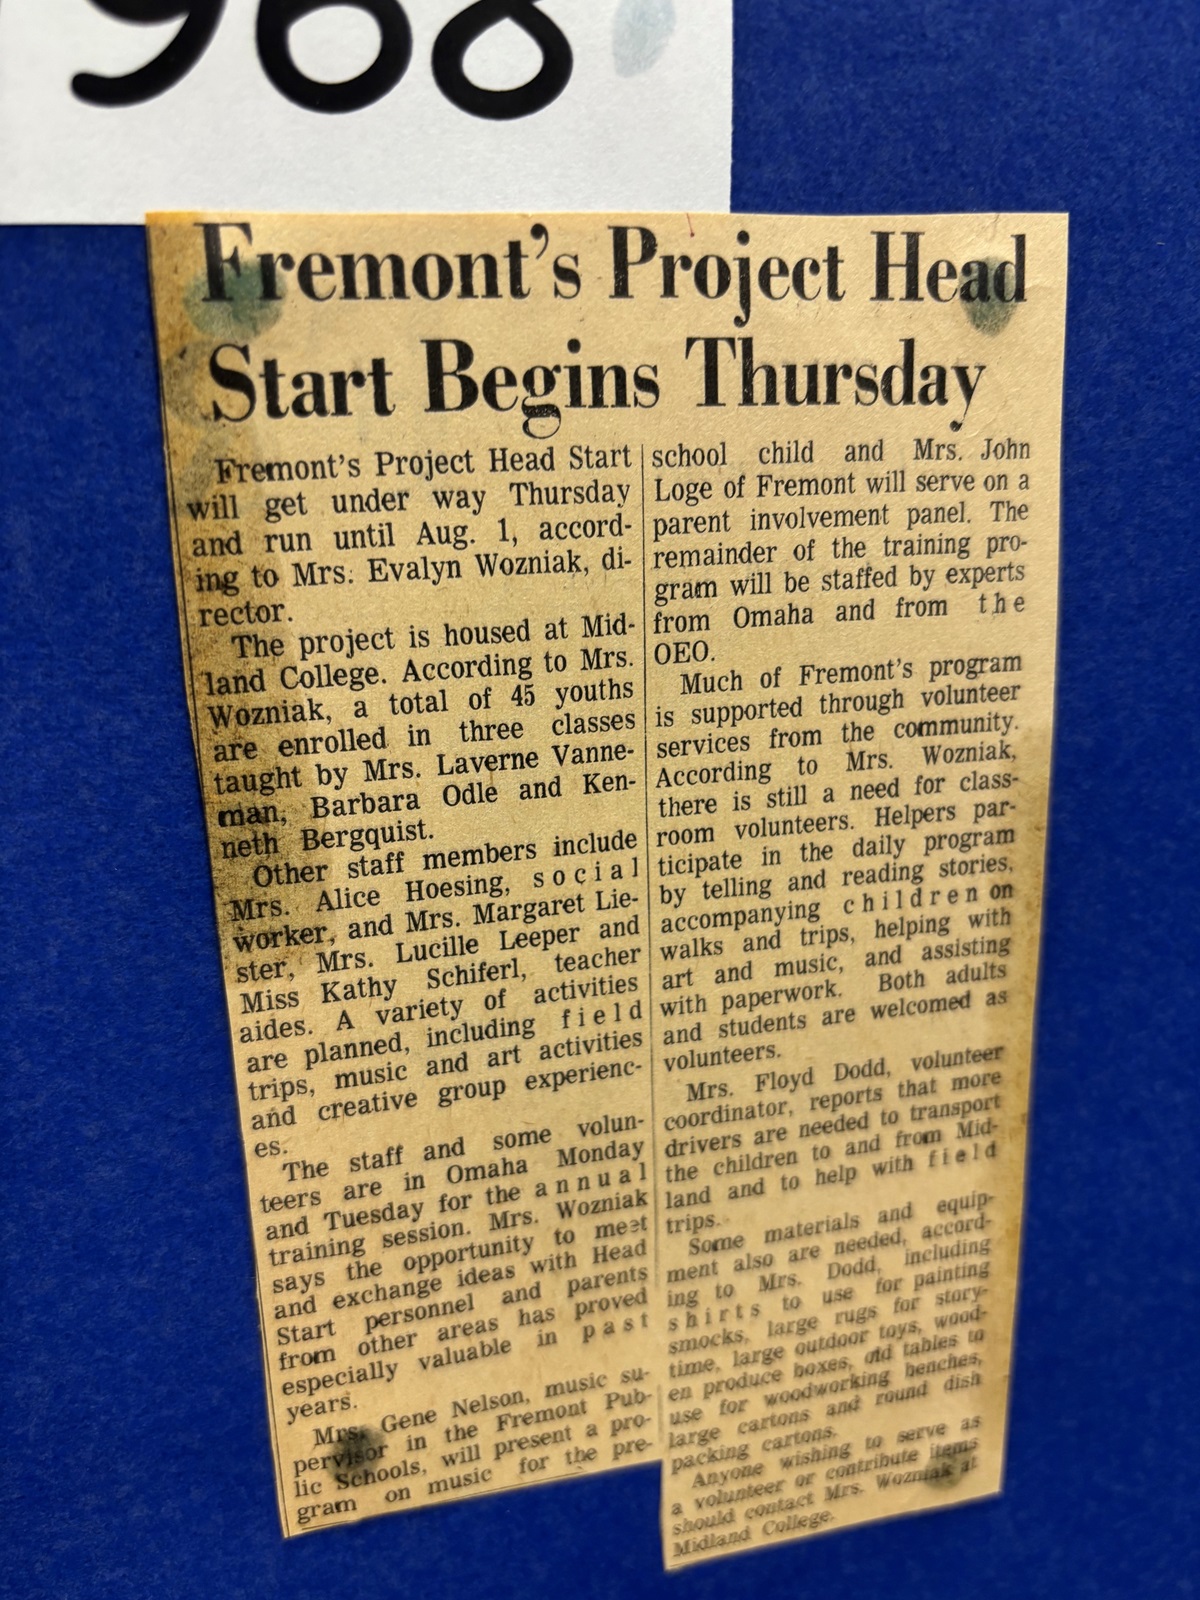 968
Fremont's Project Head
Start Begins Thursday
Fremont's Project Head Start
will get under way Thursday
and run until Aug. 1, accord-
ing to Mrs. Evalyn Wozniak, di-
rector.
The project is housed at Mid-
land College. According to Mrs.
Wozniak, a total of 45 youths
are enrolled in three classes
taught by Mrs. Laverne Vanne-
man, Barbara Odle and Ken-
neth Bergquist.
Other staff members include
Mrs. Alice Hoesing, social
worker, and Mrs. Margaret Lie-
ster, Mrs. Lucille Leeper and
Miss Kathy Schiferl, teacher
aides. A variety of activities
are planned, including field
trips, music and art activities
and creative group experienc-
es.
The staff and some volun-
teers are in Omaha Monday
and Tuesday for the annual
training session. Mrs. Wozniak
says the opportunity to meet
and exchange ideas with Head
Start personnel and parents
from other areas has proved
especially valuable in past
years.
Mrs. Gene Nelson, music su-
pervisor in the Fremont Pub-
lic Schools, will present a pro-
gram on music for the pre-
school child and Mrs. John
Loge of Fremont will serve on a
parent involvement panel. The
remainder of the training pro-
gram will be staffed by experts
from Omaha and from the
OEO.
Much of Fremont's program
is supported through volunteer
services from the community.
According to Mrs. Wozniak,
there is still a need for class-
room volunteers. Helpers par-
ticipate in the daily program
by telling and reading stories,
accompanying children on
walks and trips, helping with
art and music, and assisting
with paperwork. Both adults
and students are welcomed as
volunteers.
Mrs. Floyd Dodd, volunteer
coordinator, reports that more
drivers are needed to transport
the children to and from Mid-
land and to help with field
trips.
Some materials and equip-
ment also are needed, accord-
ing to Mrs. Dodd, including
shirts to use for painting
smocks, large rugs for story-
time, large outdoor toys, wood-
en produce boxes, old tables to
use for woodworking benches,
large cartons and round dish
packing cartons.
Anyone wishing to serve as
a volunteer or contribute items
should contact Mrs. Wozniak at
Midland College.